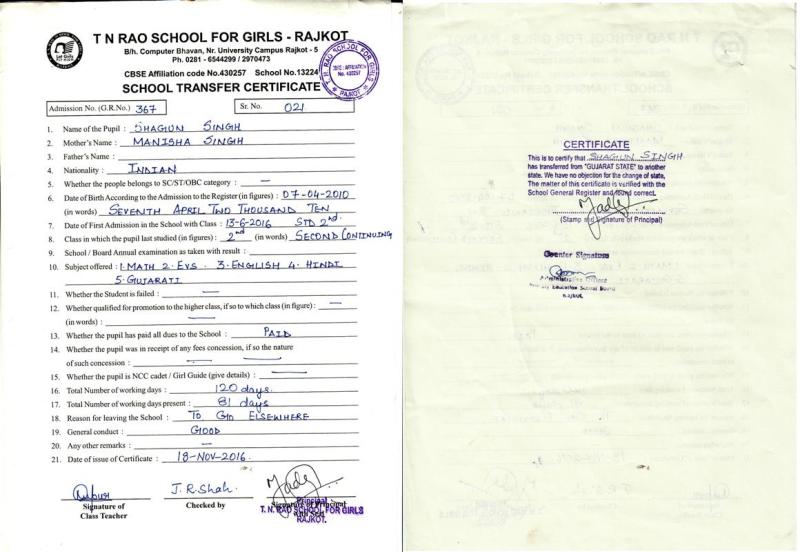 T N RAO SCHOOL FOR GIRLS - RAJKOT
B/h. Computer Bhavan, Nr. University Campus Rajkot - 5
Ph. 0281 - 6544299 / 2970473
CBSE Affiliation code No.430257 School No.13224
SCHOOL TRANSFER CERTIFICATE
T. N. RAO SCHOOL FOR GIRLS
CBSE : AFFILIATION
No. 430257
RAJKOT
Admission No. (G.R.No.) 367 Sr. No. 021
1. Name of the Pupil : SHAGUN SINGH
2. Mother's Name : MANISHA SINGH
3. Father's Name :
4. Nationality : INDIAN
5. Whether the people belongs to SC/ST/OBC category : —
6. Date of Birth According to the Admission to the Register (in figures) : 07-04-2010
(in words) SEVENTH APRIL TWO THOUSAND TEN
7. Date of First Admission in the School with Class : 13-6-2016 STD 2nd.
8. Class in which the pupil last studied (in figures) : 2nd (in words) SECOND CONTINUING
9. School / Board Annual examination as taken with result :
10. Subject offered : 1. MATH 2. EVS. 3. ENGLISH 4. HINDI
5. GUJARATI
11. Whether the Student is failed : —
12. Whether qualified for promotion to the higher class, if so to which class (in figure) : —
(in words) : —
13. Whether the pupil has paid all dues to the School : PAID
14. Whether the pupil was in receipt of any fees concession, if so the nature
of such concession : — —
15. Whether the pupil is NCC cadet / Girl Guide (give details) : —
16. Total Number of working days : 120 days.
17. Total Number of working days present : 81 days
18. Reason for leaving the School : TO GO ELSEWHERE
19. General conduct : GOOD
20. Any other remarks : —
21. Date of issue of Certificate : 18-NOV-2016.
J. R. Shah.
Signature of
Class Teacher
Checked by
Signature of Principal
with Seal
Principal
T. N. RAO SCHOOL FOR GIRLS
RAJKOT.
CERTIFICATE
This is to certify that SHAGUN SINGH
has transferred from "GUJARAT STATE" to another
state. We have no objection for the change of state,
The matter of this certificate is verified with the
School General Register and found correct.
(Stamp and Signature of Principal)
Counter Signature
Administrative Officer
Primary Education School Board
RAJKOT.